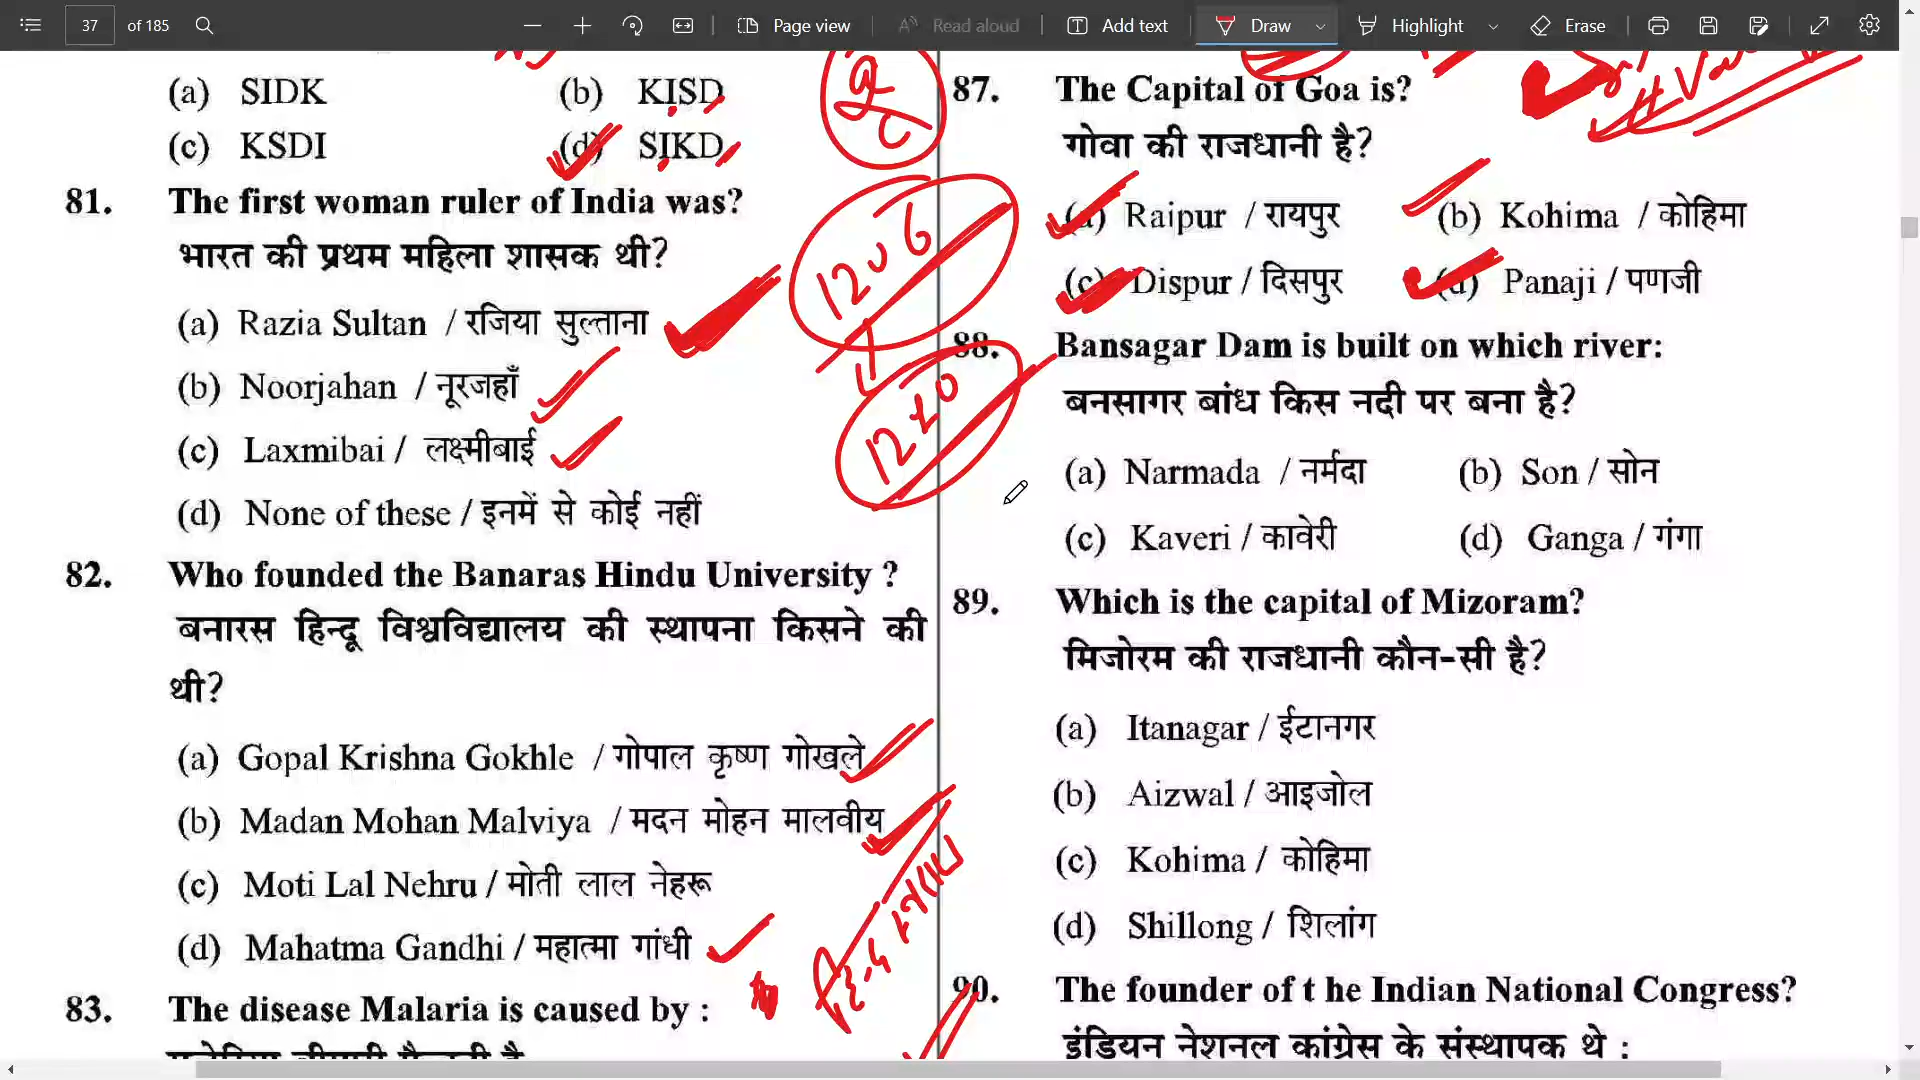 37 of 185 Page view Read aloud Add text Draw Highlight Erase
(a) SIDK (b) KISD
(c) KSDI (d) SIKD
81. The first woman ruler of India was?
भारत की प्रथम महिला शासक थी?
(a) Razia Sultan / रजिया सुल्ताना
(b) Noorjahan / नूरजहाँ
(c) Laxmibai / लक्ष्मीबाई
(d) None of these / इनमें से कोई नहीं
1206
1210
82. Who founded the Banaras Hindu University ?
बनारस हिन्दू विश्वविद्यालय की स्थापना किसने की
थी?
(a) Gopal Krishna Gokhle / गोपाल कृष्ण गोखले
(b) Madan Mohan Malviya / मदन मोहन मालवीय
(c) Moti Lal Nehru / मोती लाल नेहरू
(d) Mahatma Gandhi / महात्मा गांधी
83. The disease Malaria is caused by :
87. The Capital of Goa is?
गोवा की राजधानी है?
(a) Raipur / रायपुर (b) Kohima / कोहिमा
(c) Dispur / दिसपुर (d) Panaji / पणजी
88. Bansagar Dam is built on which river:
बनसागर बांध किस नदी पर बना है?
(a) Narmada / नर्मदा (b) Son / सोन
(c) Kaveri / कावेरी (d) Ganga / गंगा
89. Which is the capital of Mizoram?
मिजोरम की राजधानी कौन-सी है?
(a) Itanagar / ईटानगर
(b) Aizwal / आइजोल
(c) Kohima / कोहिमा
(d) Shillong / शिलांग
90. The founder of t he Indian National Congress?
इंडियन नेशनल कांग्रेस के संस्थापक थे :